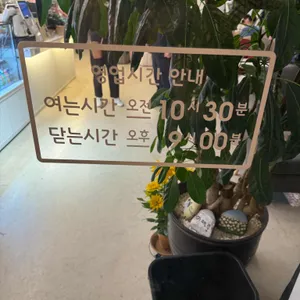 영업시간 안내
여는시간 오전 10시 30분
닫는시간 오후 9시 00분